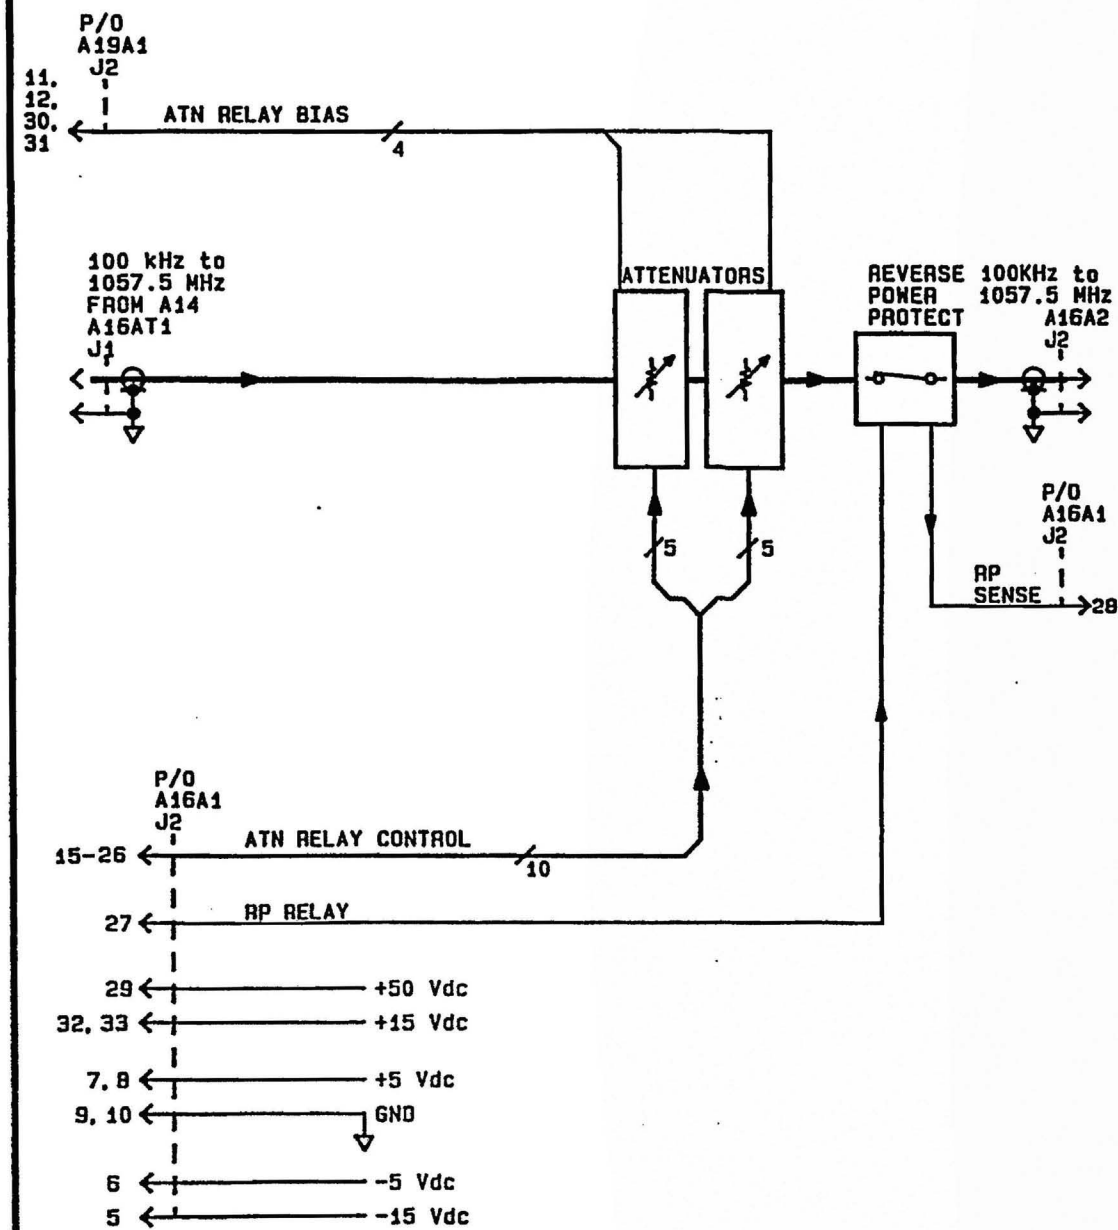 P/O
A19A1
J2
11,
12,
30,
31
ATN RELAY BIAS
4
100 kHz to
1057.5 MHz
FROM A14
A16AT1
J1
ATTENUATORS
REVERSE
POWER
PROTECT
100KHz to
1057.5 MHz
A16A2
J2
5
5
P/O
A16A1
J2
RP
SENSE
28
P/O
A16A1
J2
15-26
ATN RELAY CONTROL
10
27
RP RELAY
29
+50 Vdc
32, 33
+15 Vdc
7, 8
+5 Vdc
9, 10
GND
6
-5 Vdc
5
-15 Vdc